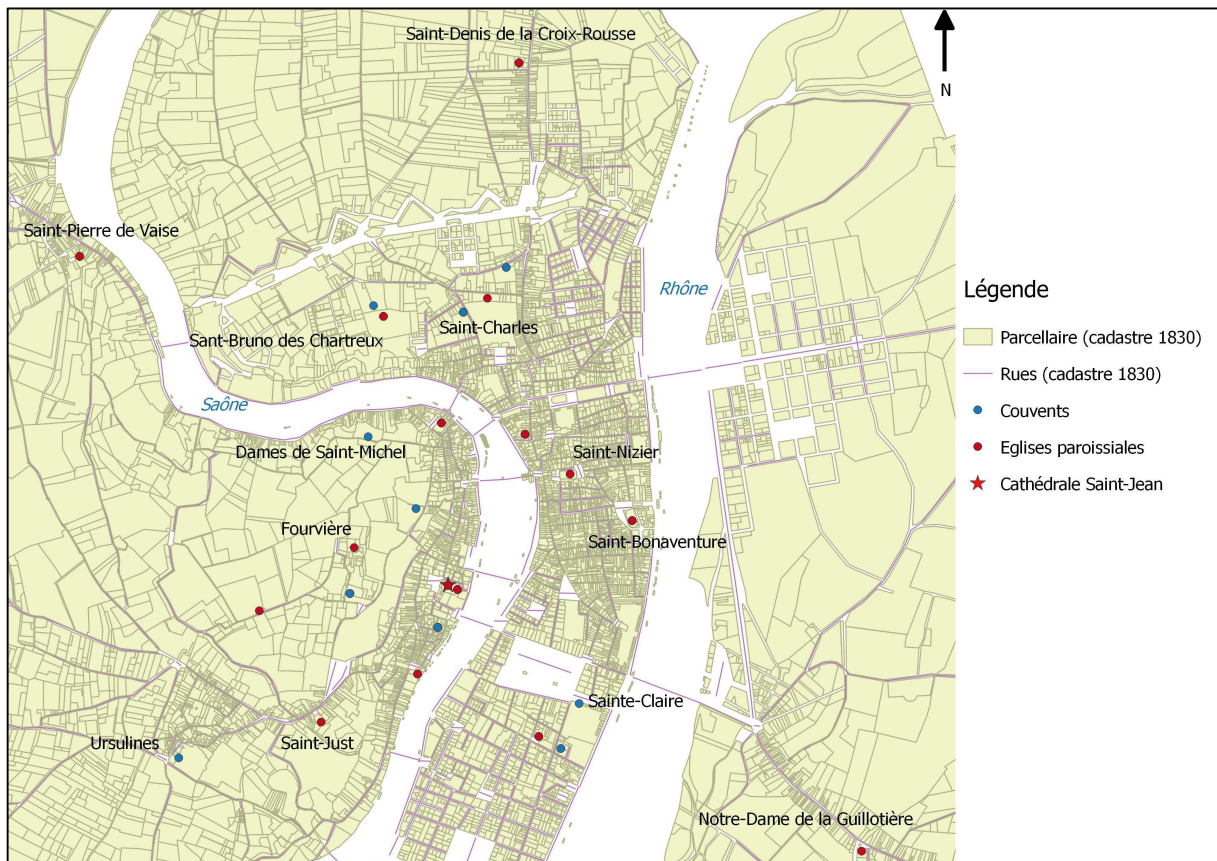 Saint-Denis de la Croix-Rousse
N
Saint-Pierre de Vaise
Rhône
Sant-Bruno des Chartreux
Saint-Charles
Saône
Dames de Saint-Michel
Saint-Nizier
Fourvière
Saint-Bonaventure
Sainte-Claire
Ursulines
Saint-Just
Notre-Dame de la Guillotière
Légende
Parcellaire (cadastre 1830)
Rues (cadastre 1830)
Couvents
Eglises paroissiales
Cathédrale Saint-Jean